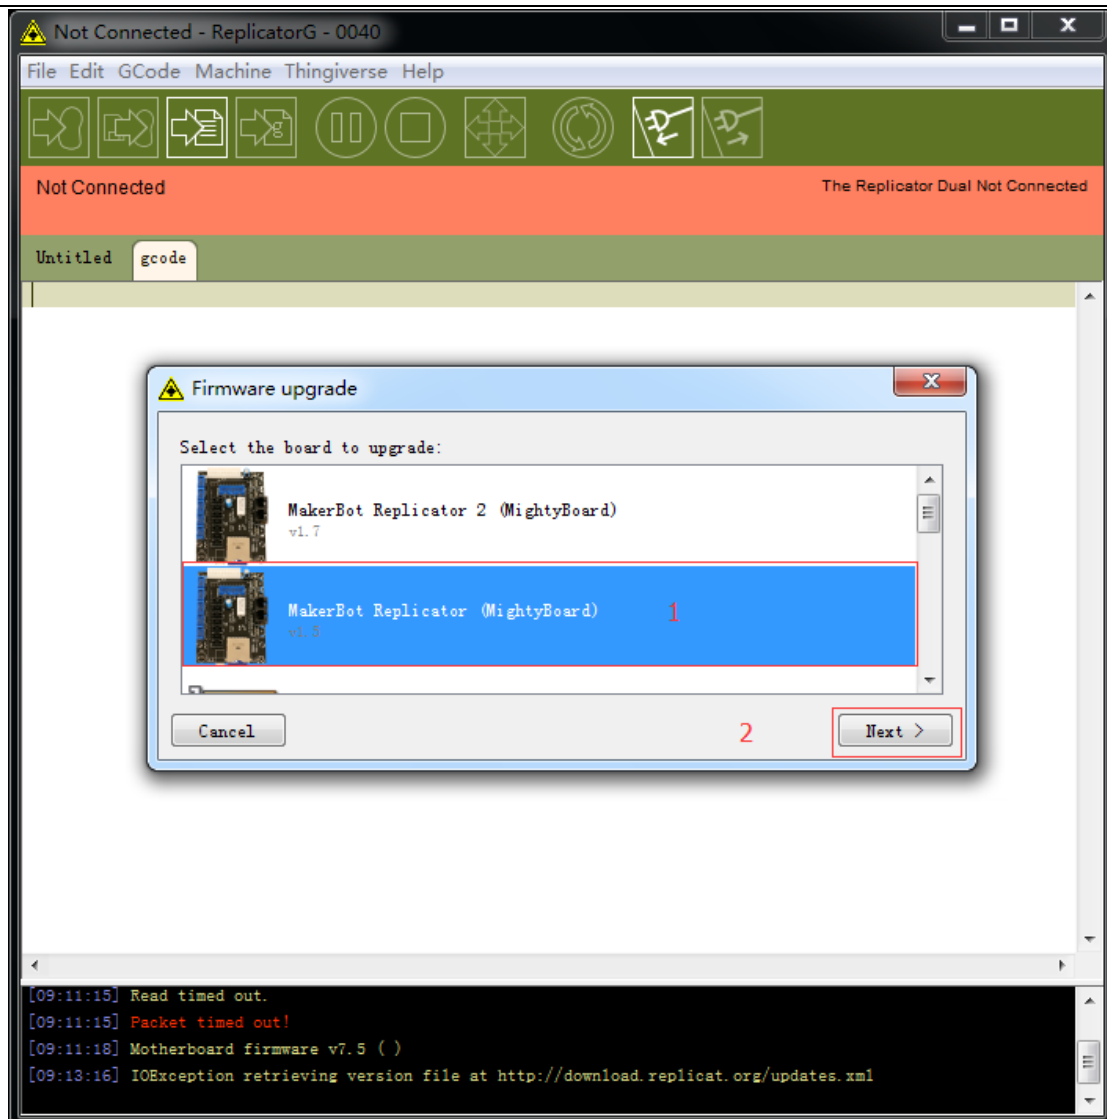 Not Connected - ReplicatorG - 0040
File Edit GCode Machine Thingiverse Help
Not Connected
The Replicator Dual Not Connected
Untitled gcode
Firmware upgrade
Select the board to upgrade:
MakerBot Replicator 2 (MightyBoard)
v1.7
MakerBot Replicator (MightyBoard) 1
v1.5
Cancel 2 Next >
[09:11:15] Read timed out.
[09:11:15] Packet timed out!
[09:11:18] Motherboard firmware v7.5 ( )
[09:13:16] IOException retrieving version file at http://download.replicat.org/updates.xml